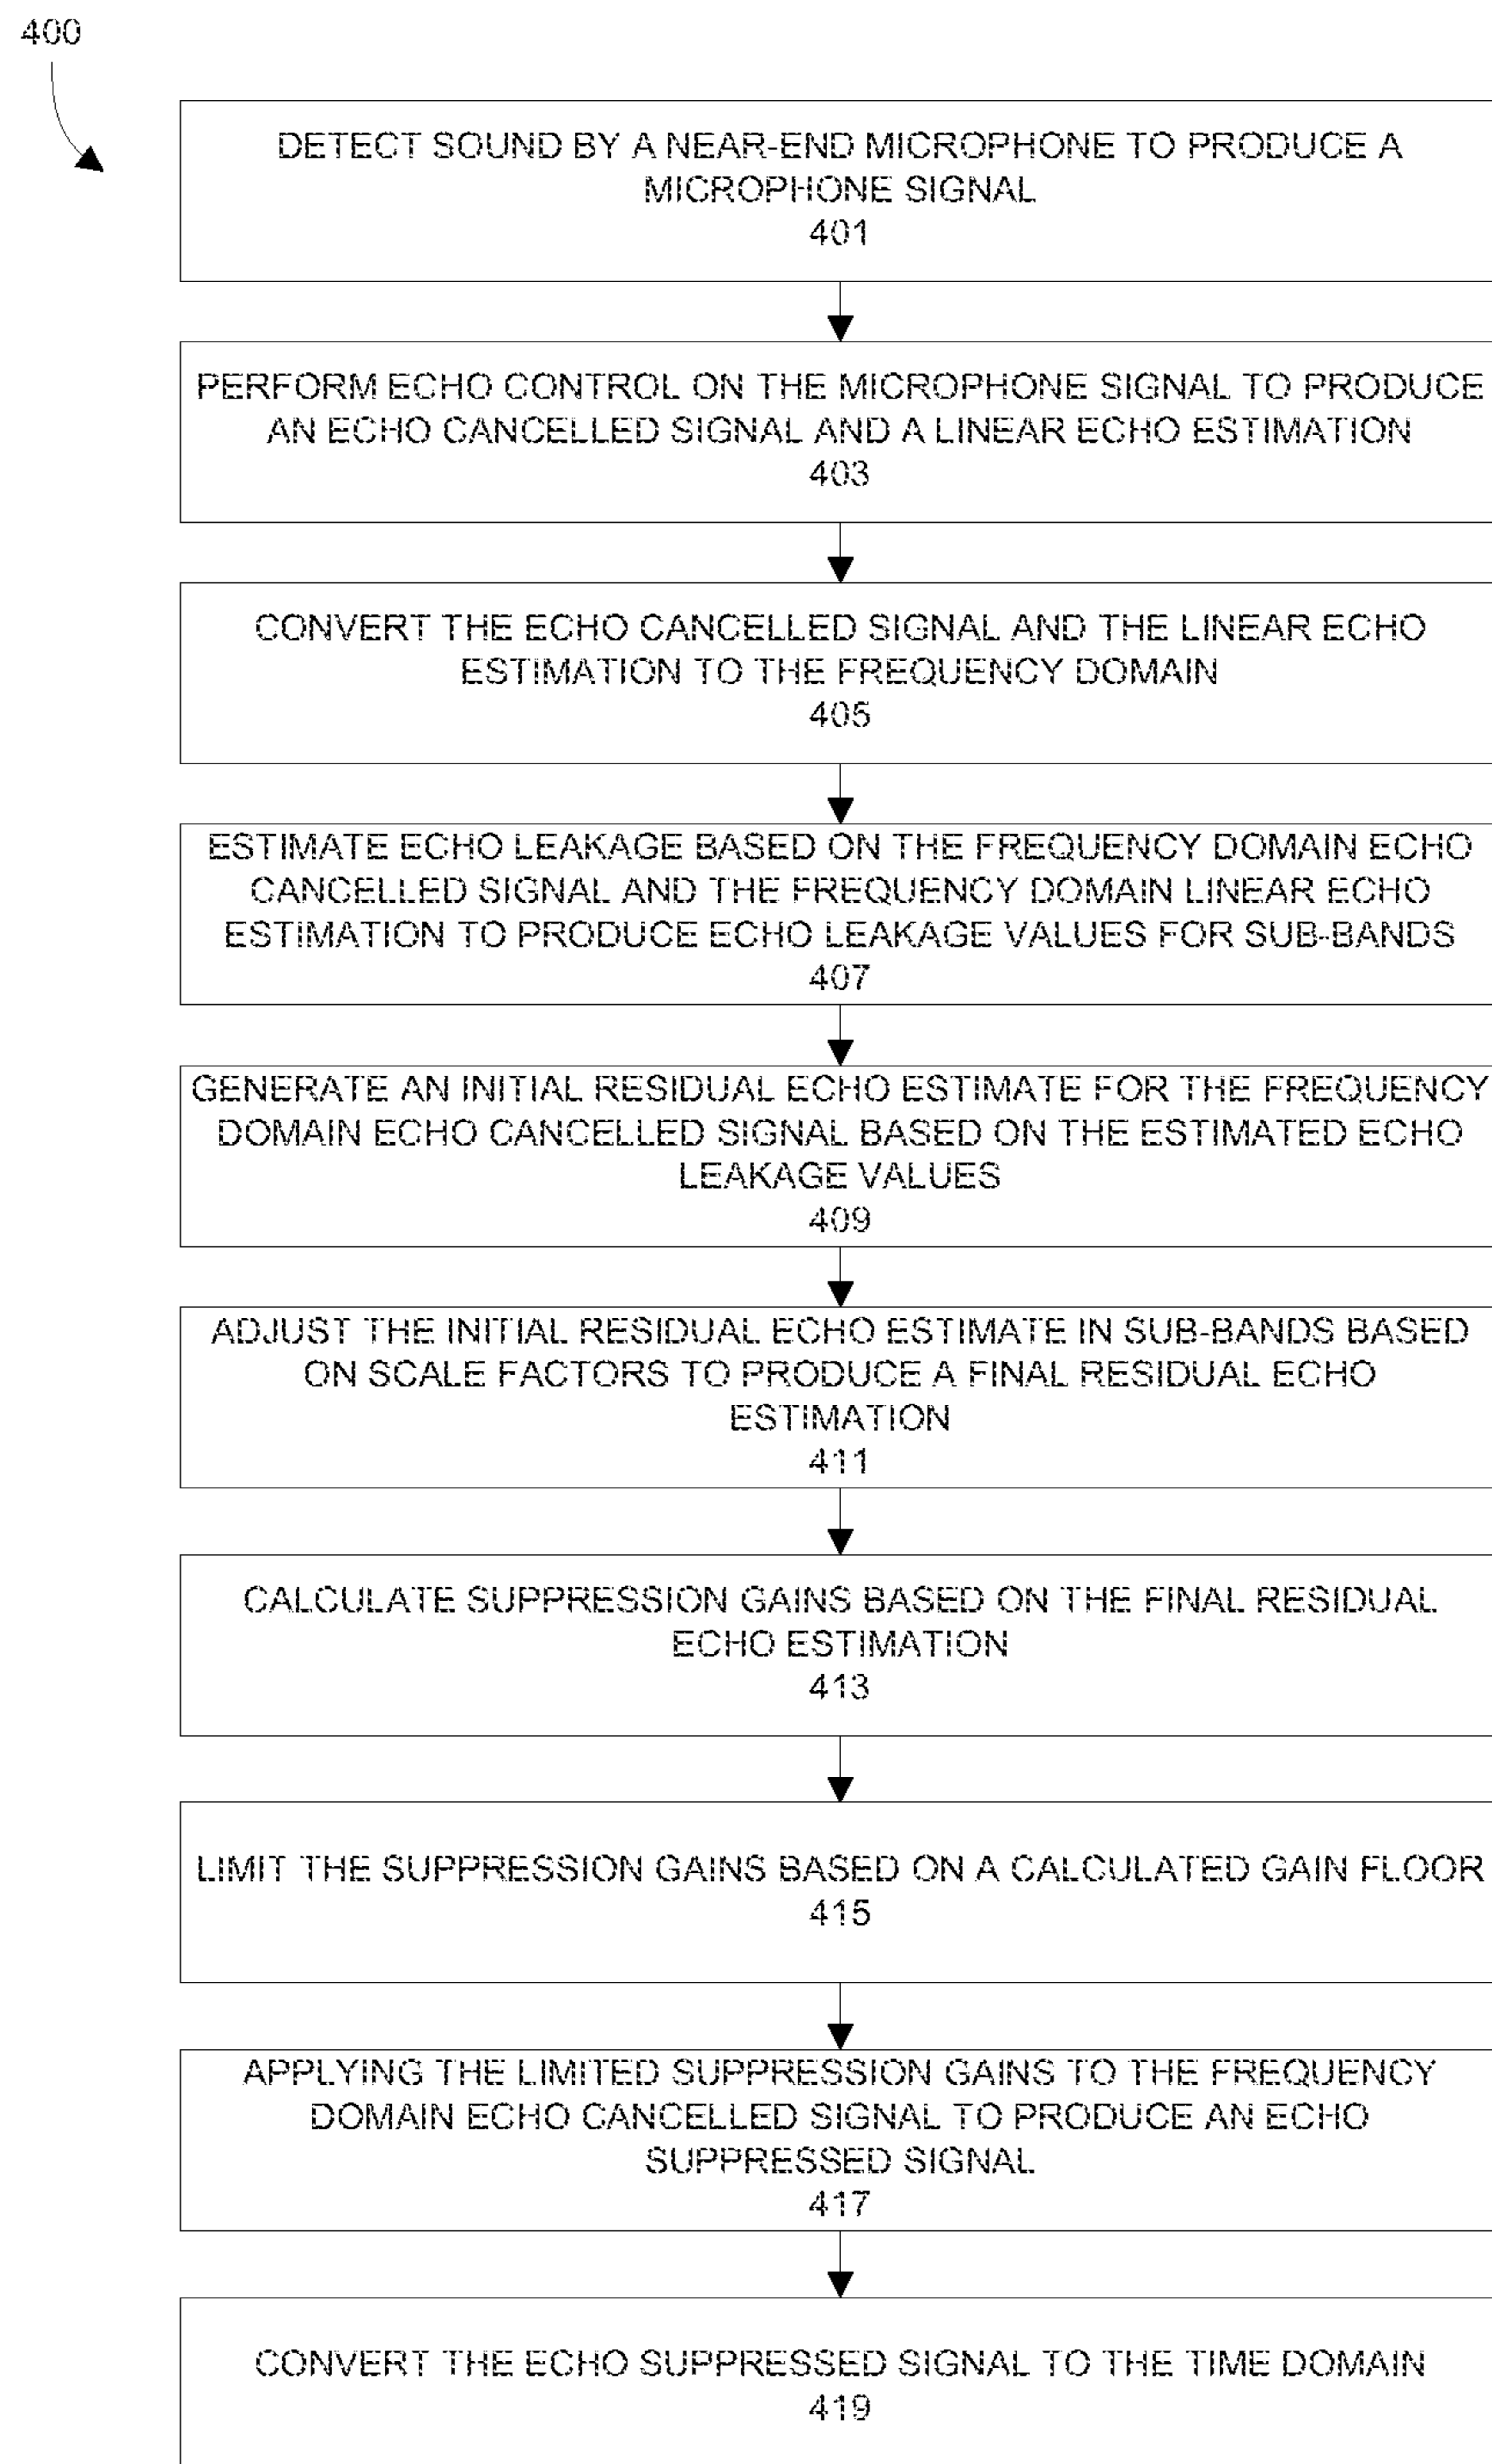 400
DETECT SOUND BY A NEAR-END MICROPHONE TO PRODUCE A
MICROPHONE SIGNAL
401
PERFORM ECHO CONTROL ON THE MICROPHONE SIGNAL TO PRODUCE
AN ECHO CANCELLED SIGNAL AND A LINEAR ECHO ESTIMATION
403
CONVERT THE ECHO CANCELLED SIGNAL AND THE LINEAR ECHO
ESTIMATION TO THE FREQUENCY DOMAIN
405
ESTIMATE ECHO LEAKAGE BASED ON THE FREQUENCY DOMAIN ECHO
CANCELLED SIGNAL AND THE FREQUENCY DOMAIN LINEAR ECHO
ESTIMATION TO PRODUCE ECHO LEAKAGE VALUES FOR SUB-BANDS
407
GENERATE AN INITIAL RESIDUAL ECHO ESTIMATE FOR THE FREQUENCY
DOMAIN ECHO CANCELLED SIGNAL BASED ON THE ESTIMATED ECHO
LEAKAGE VALUES
409
ADJUST THE INITIAL RESIDUAL ECHO ESTIMATE IN SUB-BANDS BASED
ON SCALE FACTORS TO PRODUCE A FINAL RESIDUAL ECHO
ESTIMATION
411
CALCULATE SUPPRESSION GAINS BASED ON THE FINAL RESIDUAL
ECHO ESTIMATION
413
LIMIT THE SUPPRESSION GAINS BASED ON A CALCULATED GAIN FLOOR
415
APPLYING THE LIMITED SUPPRESSION GAINS TO THE FREQUENCY
DOMAIN ECHO CANCELLED SIGNAL TO PRODUCE AN ECHO
SUPPRESSED SIGNAL
417
CONVERT THE ECHO SUPPRESSED SIGNAL TO THE TIME DOMAIN
419